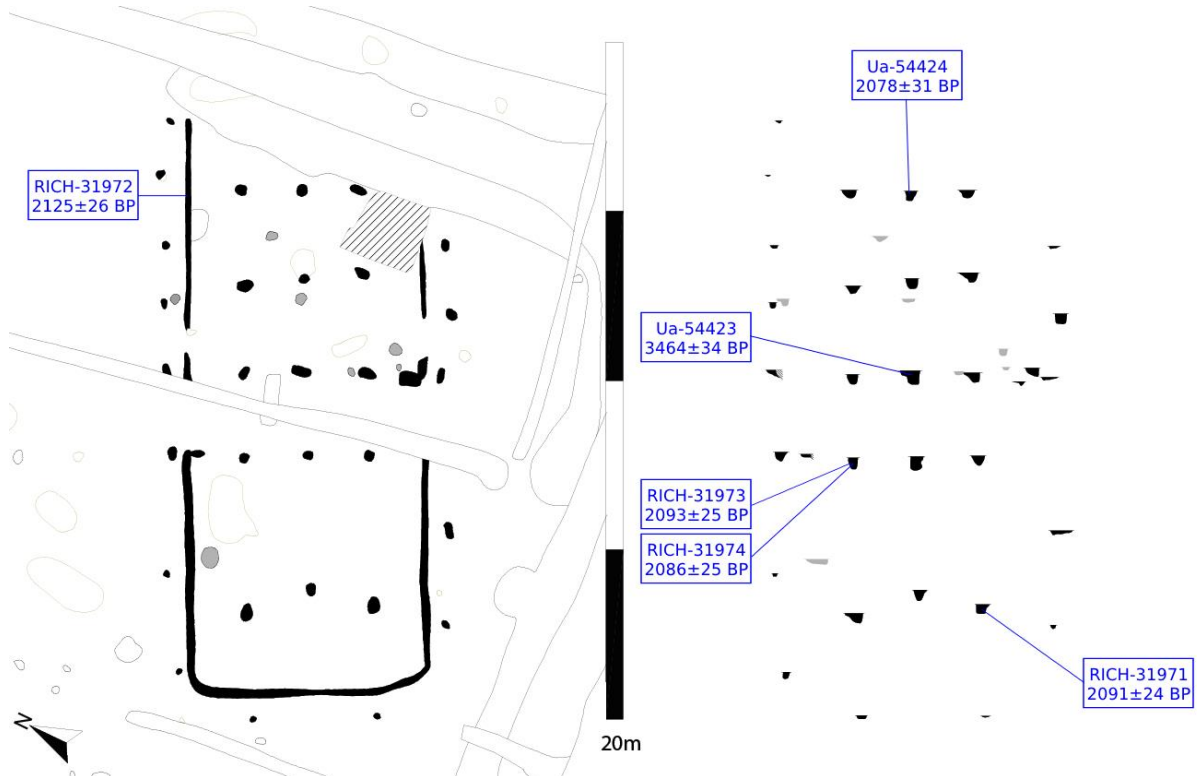 Ua-54424
2078±31 BP
RICH-31972
2125±26 BP
Ua-54423
3464±34 BP
RICH-31973
2093±25 BP
RICH-31974
2086±25 BP
RICH-31971
2091±24 BP
N
20m